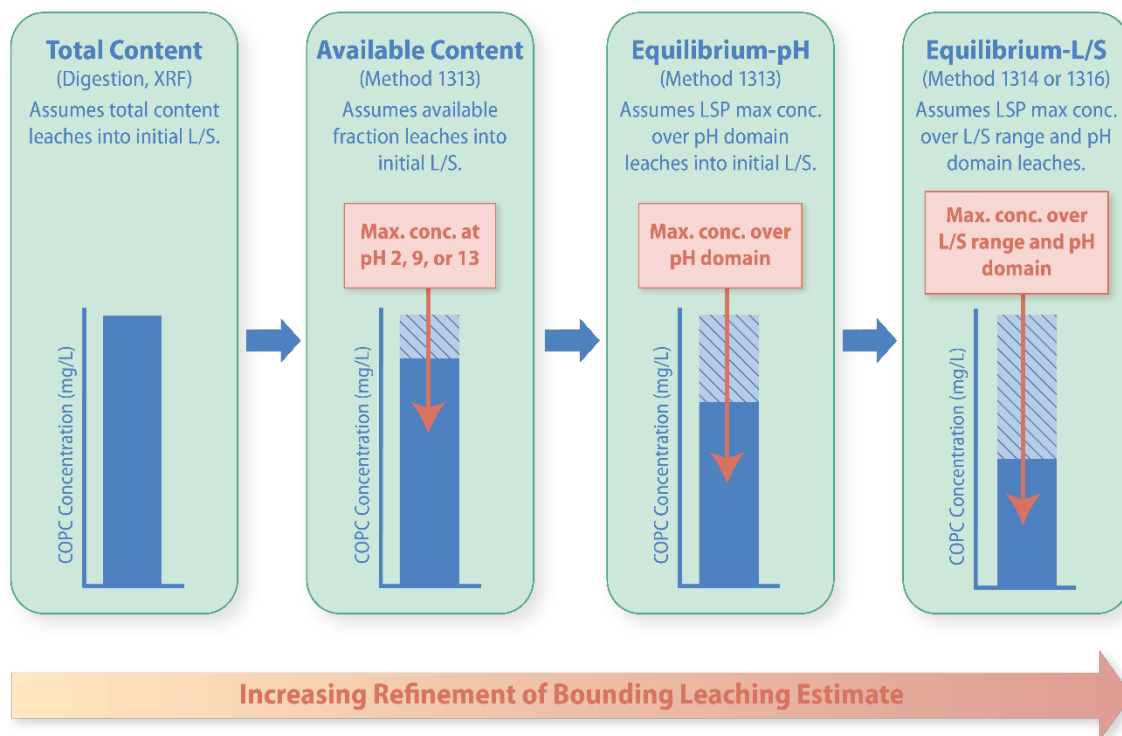 Total Content
(Digestion, XRF)
Assumes total content
leaches into initial L/S.
COPC Concentration (mg/L)
Available Content
(Method 1313)
Assumes available
fraction leaches into
initial L/S.
Max. conc. at
pH 2, 9, or 13
COPC Concentration (mg/L)
Equilibrium-pH
(Method 1313)
Assumes LSP max conc.
over pH domain
leaches into initial L/S.
Max. conc. over
pH domain
COPC Concentration (mg/L)
Equilibrium-L/S
(Method 1314 or 1316)
Assumes LSP max conc.
over L/S range and pH
domain leaches.
Max. conc. over
L/S range and pH
domain
COPC Concentration (mg/L)
Increasing Refinement of Bounding Leaching Estimate